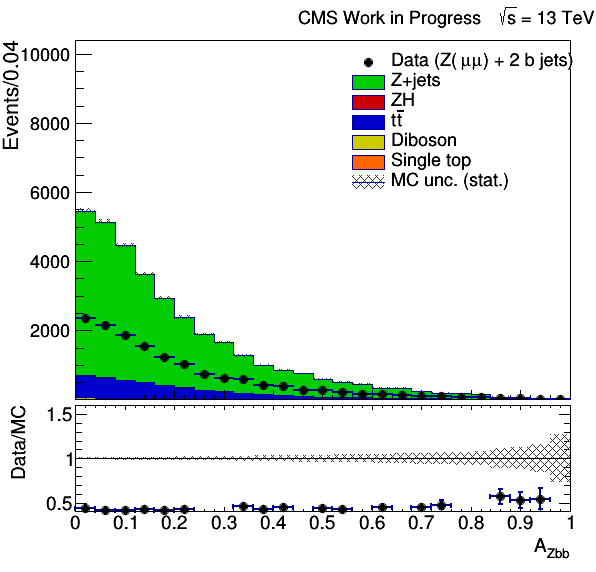 CMS Work in Progress √s = 13 TeV
Events/0.04
10000
8000
6000
4000
2000
0
Data (Z(μμ) + 2 b jets)
Z+jets
ZH
tt̅
Diboson
Single top
MC unc. (stat.)
Data/MC
1.5
1
0.5
0 0.1 0.2 0.3 0.4 0.5 0.6 0.7 0.8 0.9 1
A_Zbb